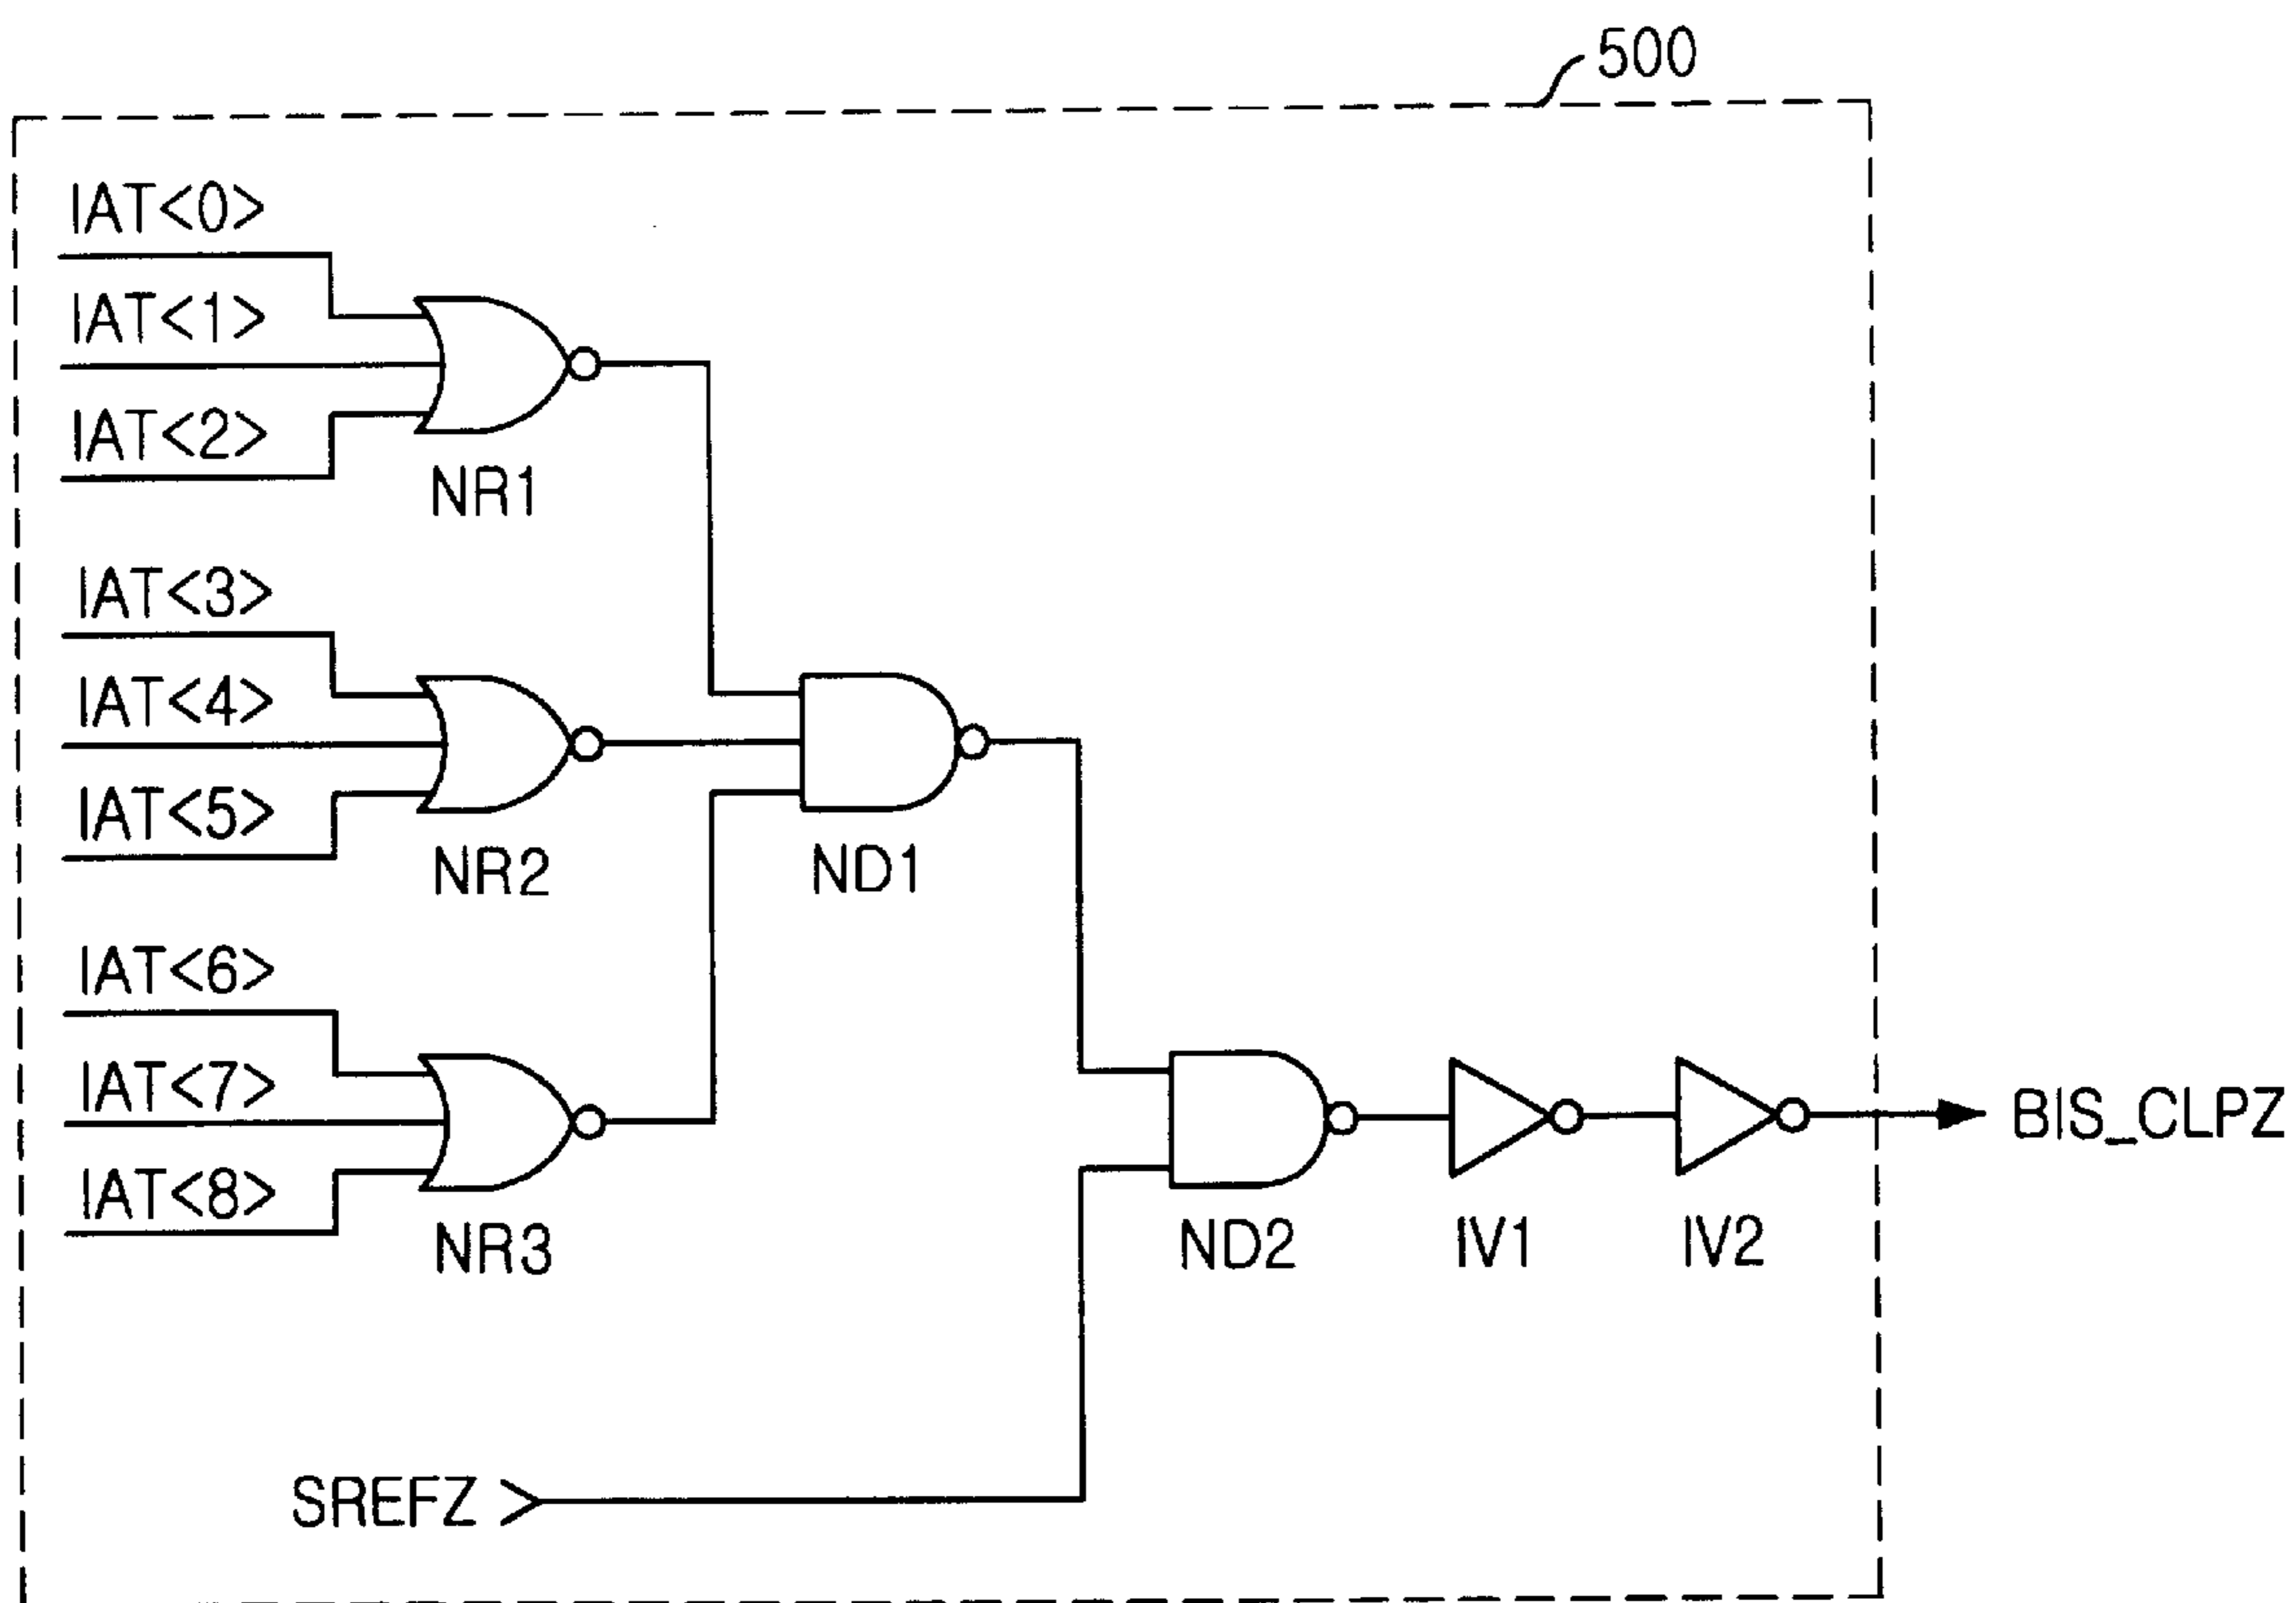 500
IAT<0>
IAT<1>
IAT<2>
NR1
IAT<3>
IAT<4>
IAT<5>
NR2
ND1
IAT<6>
IAT<7>
IAT<8>
NR3
ND2
IV1
IV2
BIS_CLPZ
SREFZ